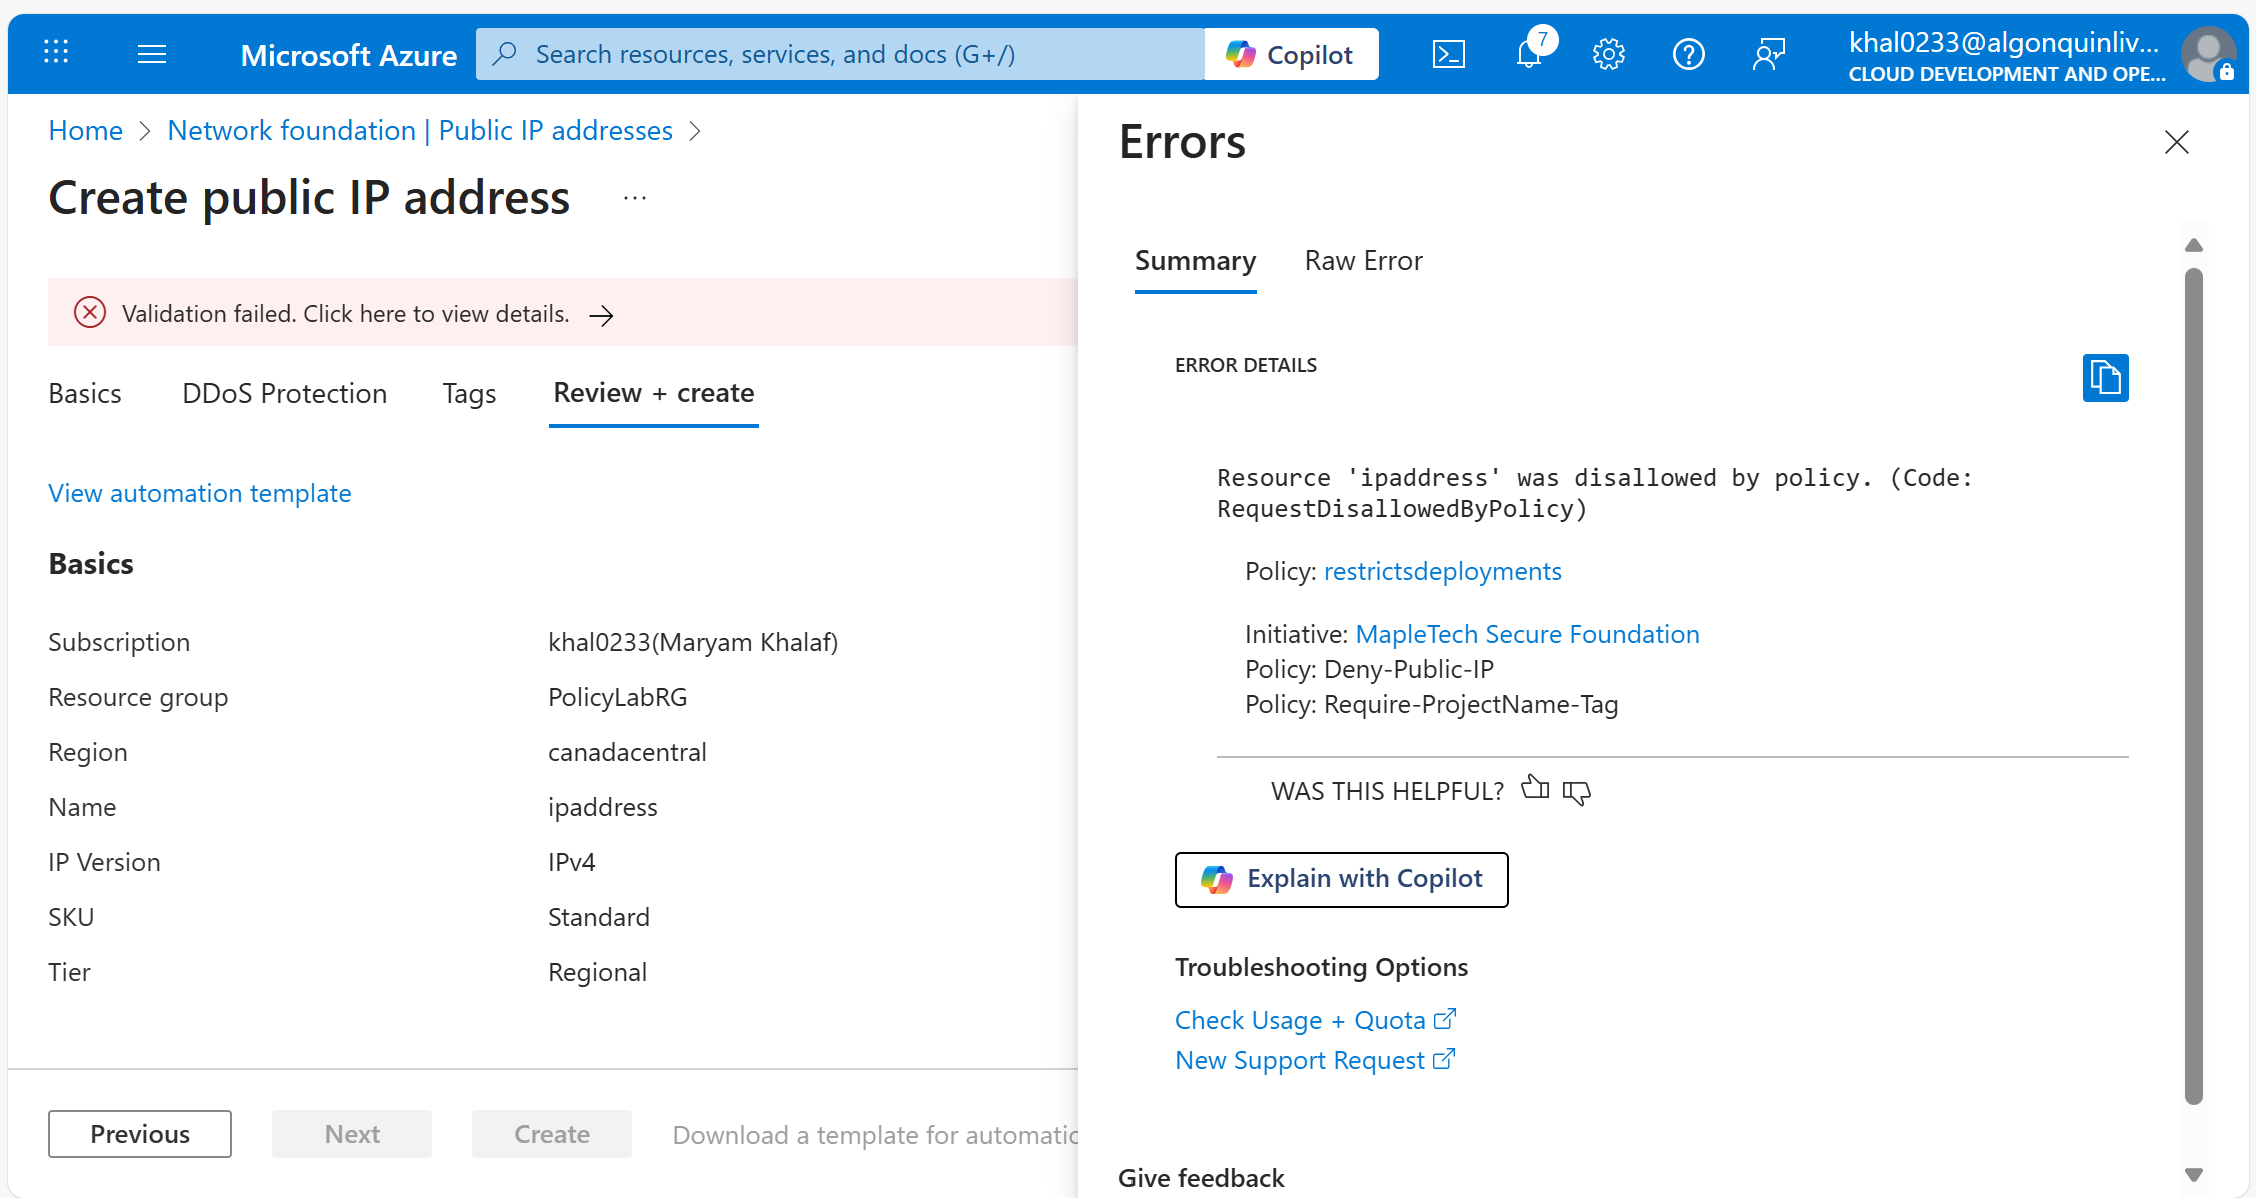 Microsoft Azure
Search resources, services, and docs (G+/)
Copilot
7
khal0233@algonquinliv...
CLOUD DEVELOPMENT AND OPE...
Home > Network foundation | Public IP addresses >
Create public IP address ...
Validation failed. Click here to view details. →
Basics DDoS Protection Tags Review + create
View automation template
Basics
Subscription khal0233(Maryam Khalaf)
Resource group PolicyLabRG
Region canadacentral
Name ipaddress
IP Version IPv4
SKU Standard
Tier Regional
Previous Next Create Download a template for automatic
Errors
Summary Raw Error
ERROR DETAILS
Resource 'ipaddress' was disallowed by policy. (Code:
RequestDisallowedByPolicy)
Policy: restrictsdeployments
Initiative: MapleTech Secure Foundation
Policy: Deny-Public-IP
Policy: Require-ProjectName-Tag
WAS THIS HELPFUL?
Explain with Copilot
Troubleshooting Options
Check Usage + Quota
New Support Request
Give feedback